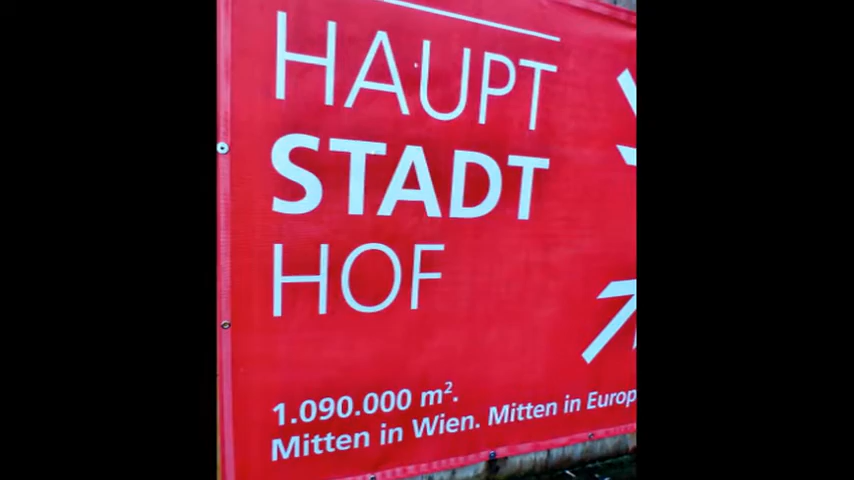 HAUPT
STADT
HOF
1.090.000 m².
Mitten in Wien. Mitten in Europ